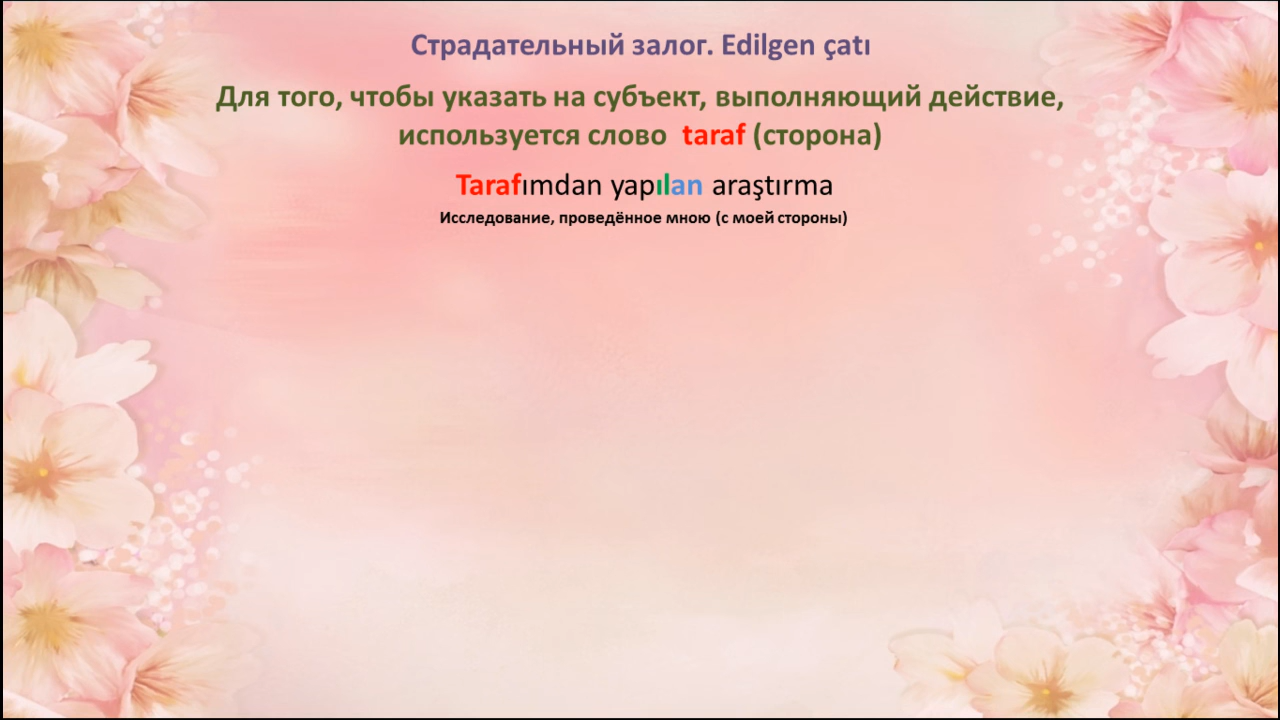 Страдательный залог. Edilgen çatı
Для того, чтобы указать на субъект, выполняющий действие,
используется слово taraf (сторона)
Tarafımdan yapılan araştırma
Исследование, проведённое мною (с моей стороны)